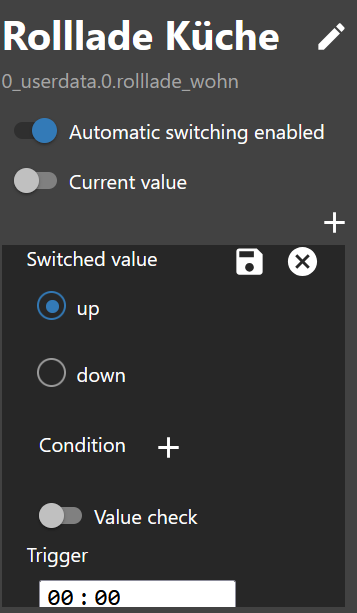 Rolllade Küche
0_userdata.0.rolllade_wohn
Automatic switching enabled
Current value
Switched value
up
down
Condition
Value check
Trigger
00:00